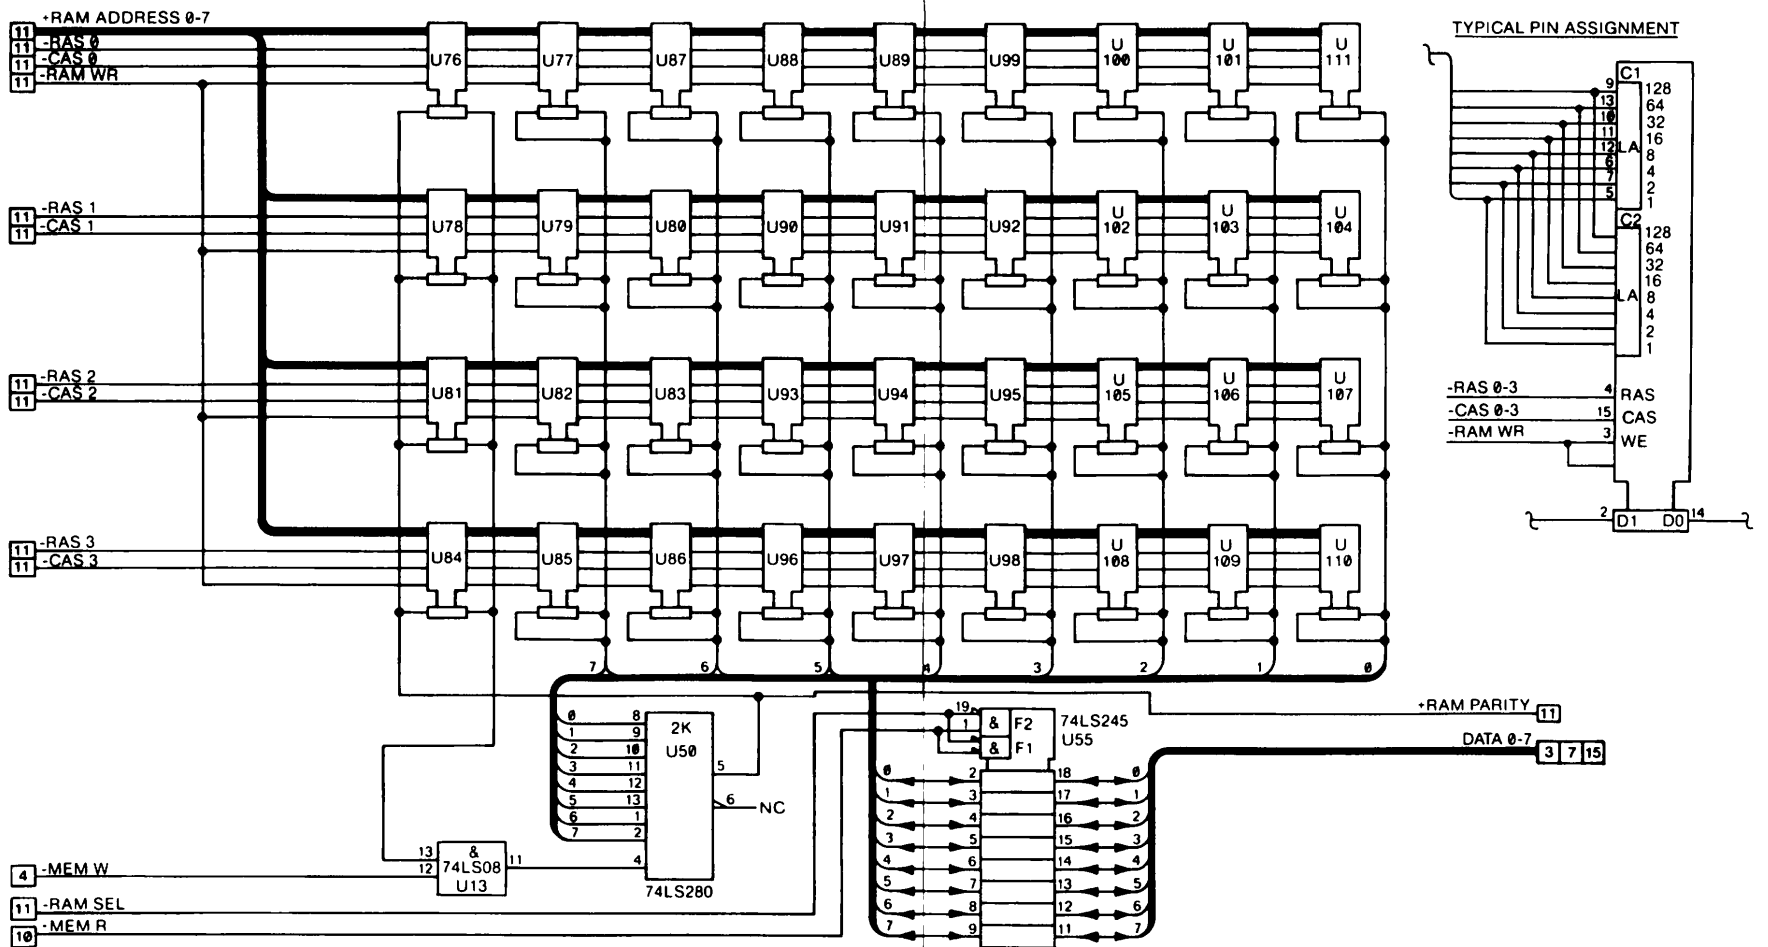 +RAM ADDRESS 0-7
11
-RAS 0
11
-CAS 0
11
-RAM WR
11
U76 U77 U87 U88 U89 U99 U 100 U 101 U 111
-RAS 1
11
-CAS 1
11
U78 U79 U80 U90 U91 U92 U 102 U 103 U 104
-RAS 2
11
-CAS 2
11
U81 U82 U83 U93 U94 U95 U 105 U 106 U 107
-RAS 3
11
-CAS 3
11
U84 U85 U86 U96 U97 U98 U 108 U 109 U 110
7 6 5 4 3 2 1 0
TYPICAL PIN ASSIGNMENT
C1
9 128
13 64
10 32
11 16
12 LA 8
6 4
7 2
5 1
C2
128
64
32
16
LA 8
4
2
1
-RAS 0-3 4 RAS
-CAS 0-3 15 CAS
-RAM WR 3 WE
2 D1 D0 14
0 8
1 9
2 10
3 11
4 12
5 13
6 1
7 2
4
2K
U50
5
6 NC
74LS280
13
12
&
74LS08
U13
11
4 -MEM W
11 -RAM SEL
10 -MEM R
19
1
& F2
& F1
74LS245
U55
0 2 18 0
1 3 17 1
2 4 16 2
3 5 15 3
4 6 14 4
5 7 13 5
6 8 12 6
7 9 11 7
+RAM PARITY 11
DATA 0-7 3 7 15